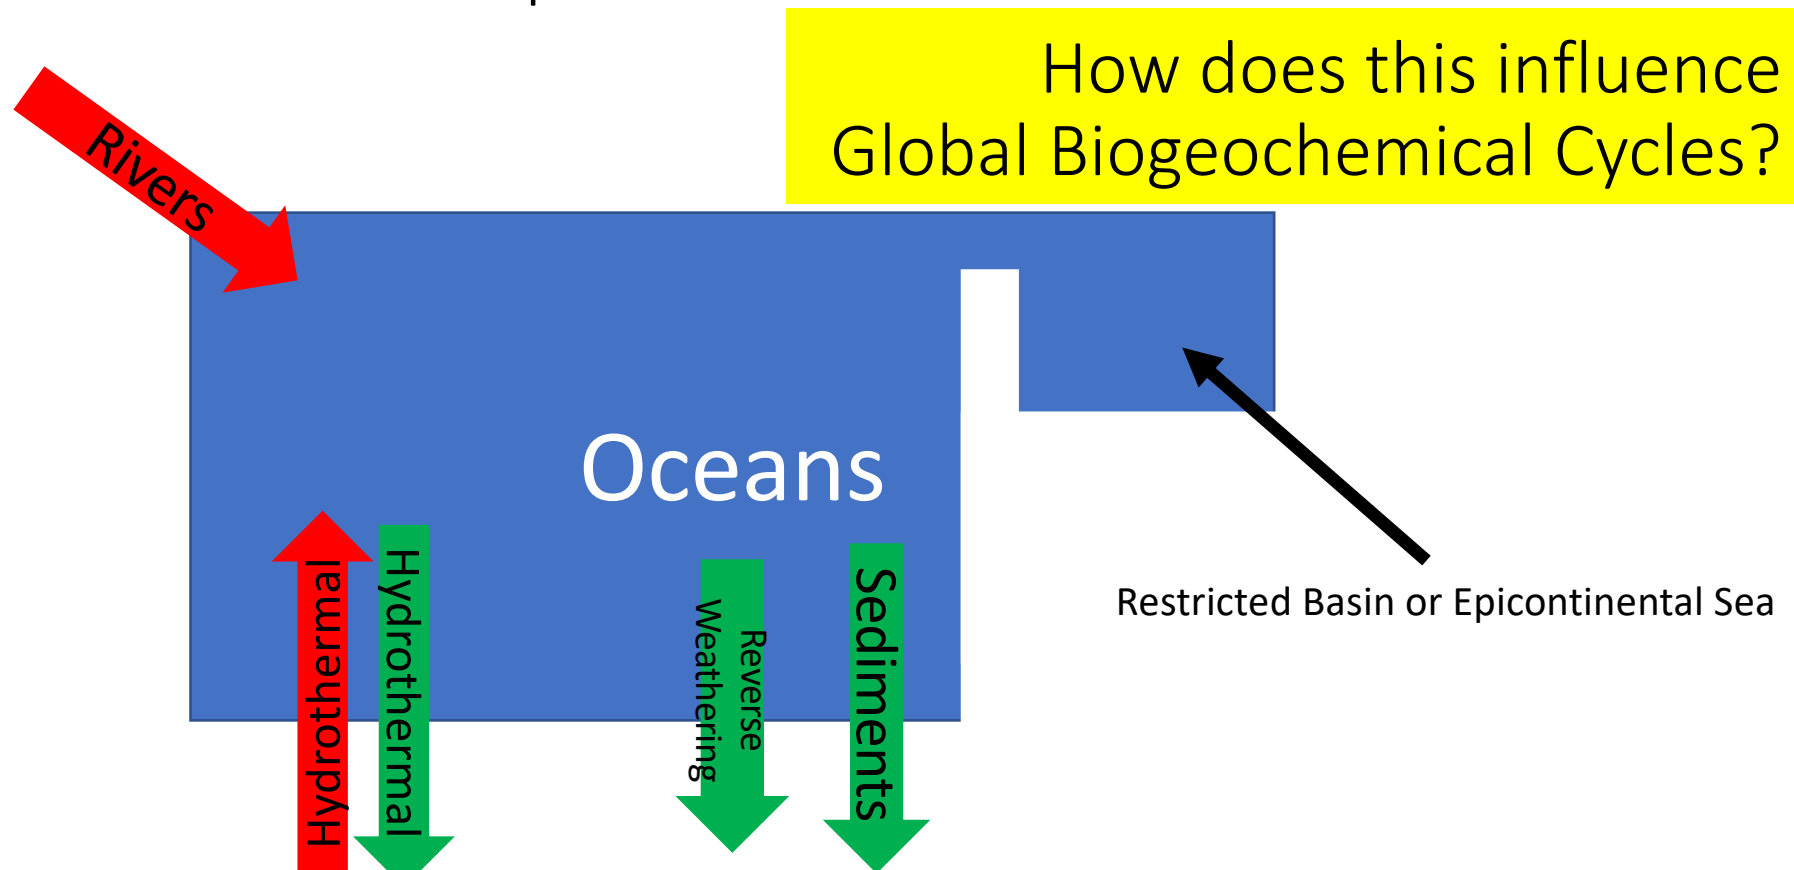 How does this influence
Global Biogeochemical Cycles?
Rivers
Oceans
Hydrothermal
Hydrothermal
Reverse
Weathering
Sediments
Restricted Basin or Epicontinental Sea